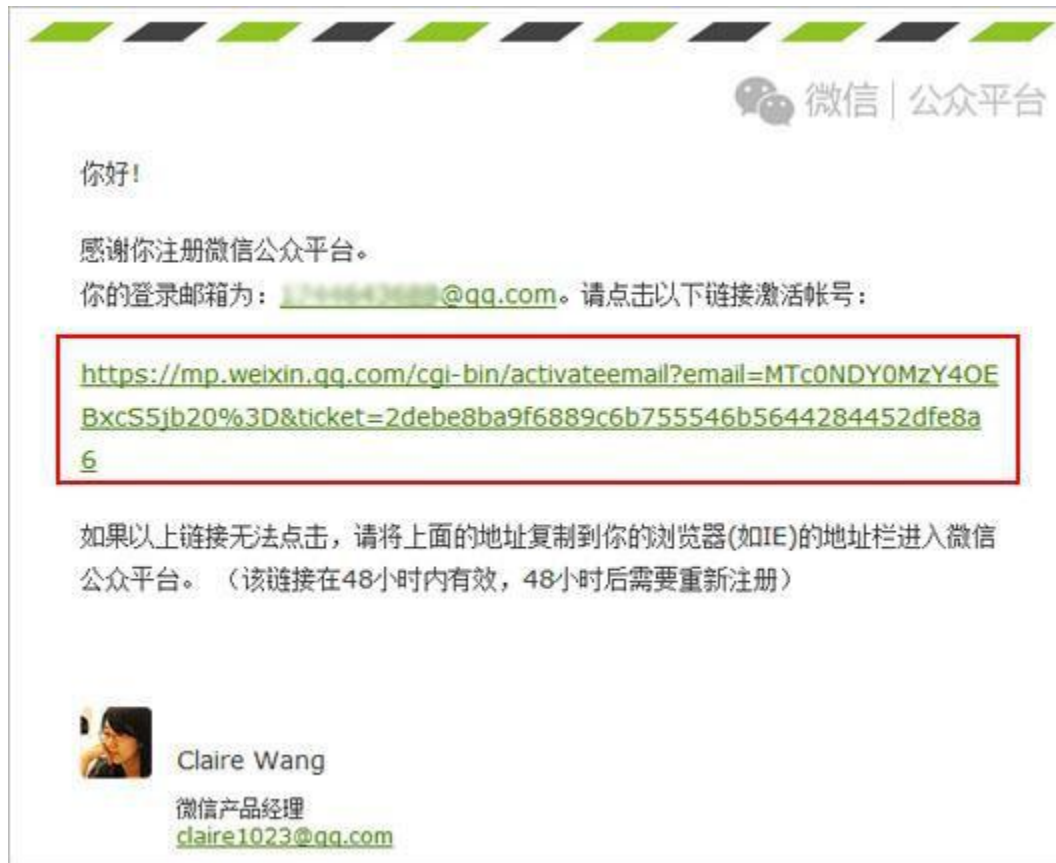 微信 | 公众平台
你好!
感谢你注册微信公众平台。
你的登录邮箱为：@qq.com。请点击以下链接激活帐号：
https://mp.weixin.qq.com/cgi-bin/activateemail?email=MTc0NDY0MzY4OE
BxcS5jb20%3D&ticket=2debe8ba9f6889c6b755546b5644284452dfe8a
6
如果以上链接无法点击，请将上面的地址复制到你的浏览器(如IE)的地址栏进入微信
公众平台。 （该链接在48小时内有效，48小时后需要重新注册）
Claire Wang
微信产品经理
claire1023@qq.com